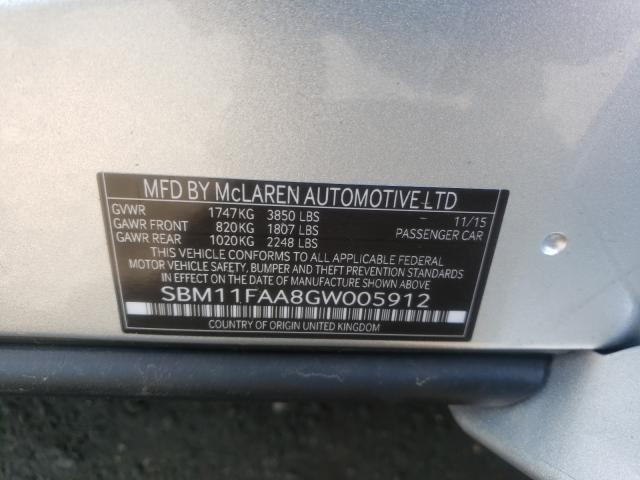 MFD BY McLAREN AUTOMOTIVE LTD
GVWR 1747KG 3850 LBS – 11/15
GAWR FRONT 820KG 1807 LBS PASSENGER CAR
GAWR REAR 1020KG 2248 LBS
THIS VEHICLE CONFORMS TO ALL APPLICABLE FEDERAL
MOTOR VEHICLE SAFETY, BUMPER AND THEFT PREVENTION STANDARDS
IN EFFECT ON THE DATE OF MANUFACTURE SHOWN ABOVE
SBM11FAA8GW005912
COUNTRY OF ORIGIN UNITED KINGDOM